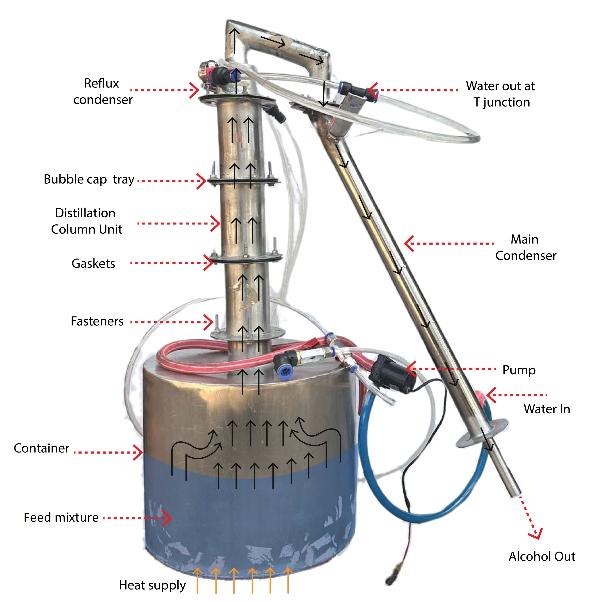 Reflux
condenser
Water out at
T junction
Bubble cap tray
Distillation
Column Unit
Main
Condenser
Gaskets
Fasteners
Pump
Water In
Container
Feed mixture
Alcohol Out
Heat supply